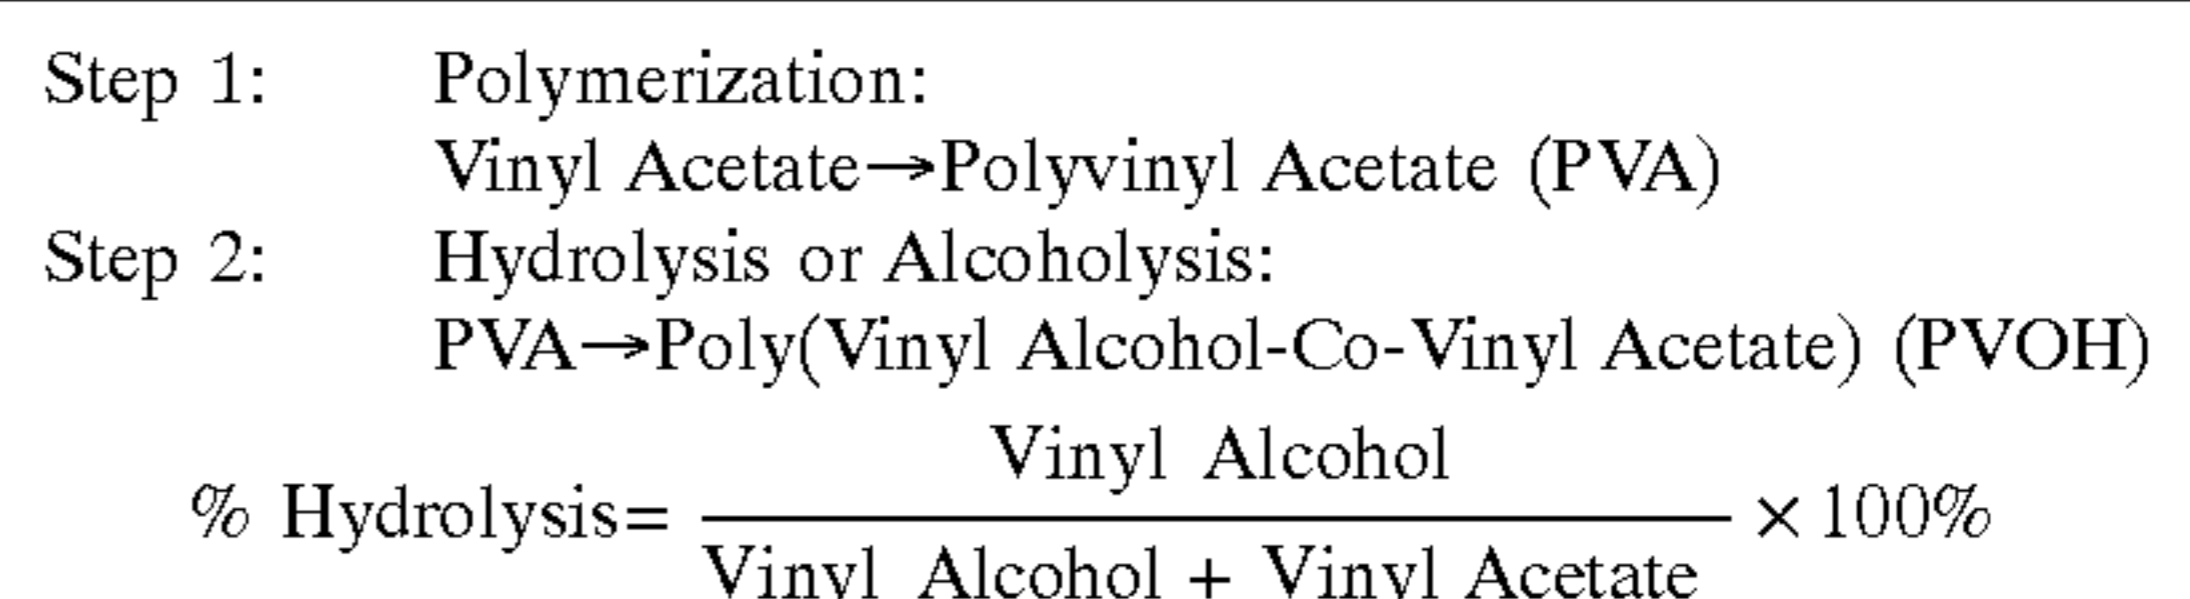 Step 1: Polymerization:
Vinyl Acetate→Polyvinyl Acetate (PVA)
Step 2: Hydrolysis or Alcoholysis:
PVA→Poly(Vinyl Alcohol-Co-Vinyl Acetate) (PVOH)
Vinyl Alcohol
% Hydrolysis= ×100%
Vinyl Alcohol + Vinyl Acetate